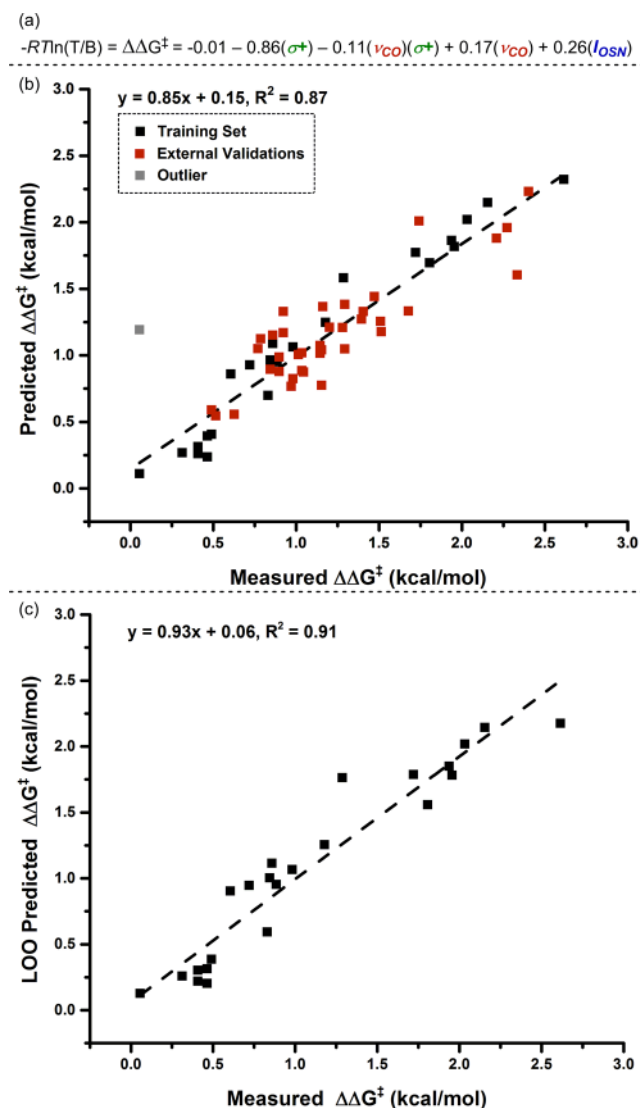 (a)
-RTln(T/B) = ΔΔG‡ = -0.01 – 0.86(σ+) – 0.11(νCO)(σ+) + 0.17(νCO) + 0.26(IOSN)
(b)
y = 0.85x + 0.15, R² = 0.87
Training Set
External Validations
Outlier
3.0
2.5
2.0
1.5
1.0
0.5
0.0
Predicted ΔΔG‡ (kcal/mol)
0.0 0.5 1.0 1.5 2.0 2.5 3.0
Measured ΔΔG‡ (kcal/mol)
(c)
y = 0.93x + 0.06, R² = 0.91
3.0
2.5
2.0
1.5
1.0
0.5
0.0
LOO Predicted ΔΔG‡ (kcal/mol)
0.0 0.5 1.0 1.5 2.0 2.5 3.0
Measured ΔΔG‡ (kcal/mol)